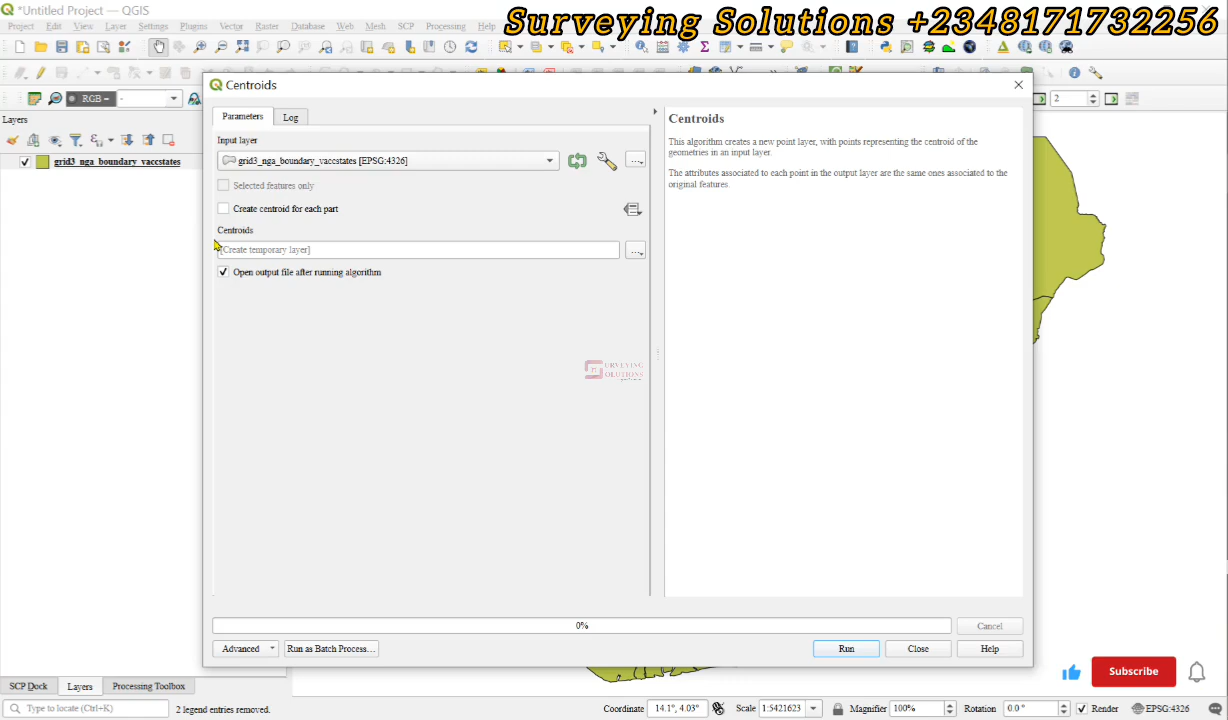 *Untitled Project — QGIS
Surveying Solutions +2348171732256
Project Edit View Layer Settings Plugins Vector Raster Database Web Mesh SCP Processing Help
RGB
-
2
Layers
grid3_nga_boundary_vaccstates
Centroids
Parameters
Log
Input layer
grid3_nga_boundary_vaccstates [EPSG:4326]
Selected features only
Create centroid for each part
Centroids
[Create temporary layer]
Open output file after running algorithm
Centroids
This algorithm creates a new point layer, with points representing the centroid of the
geometries in an input layer.
The attributes associated to each point in the output layer are the same ones associated to the
original features.
URVEYING
OLUTIONS
0%
Cancel
Advanced
Run as Batch Process…
Run
Close
Help
Subscribe
SCP Dock
Layers
Processing Toolbox
Type to locate (Ctrl+K)
2 legend entries removed.
Coordinate 14.1°, 4.03°
Scale 1:5421623
Magnifier 100%
Rotation 0.0 °
Render
EPSG:4326